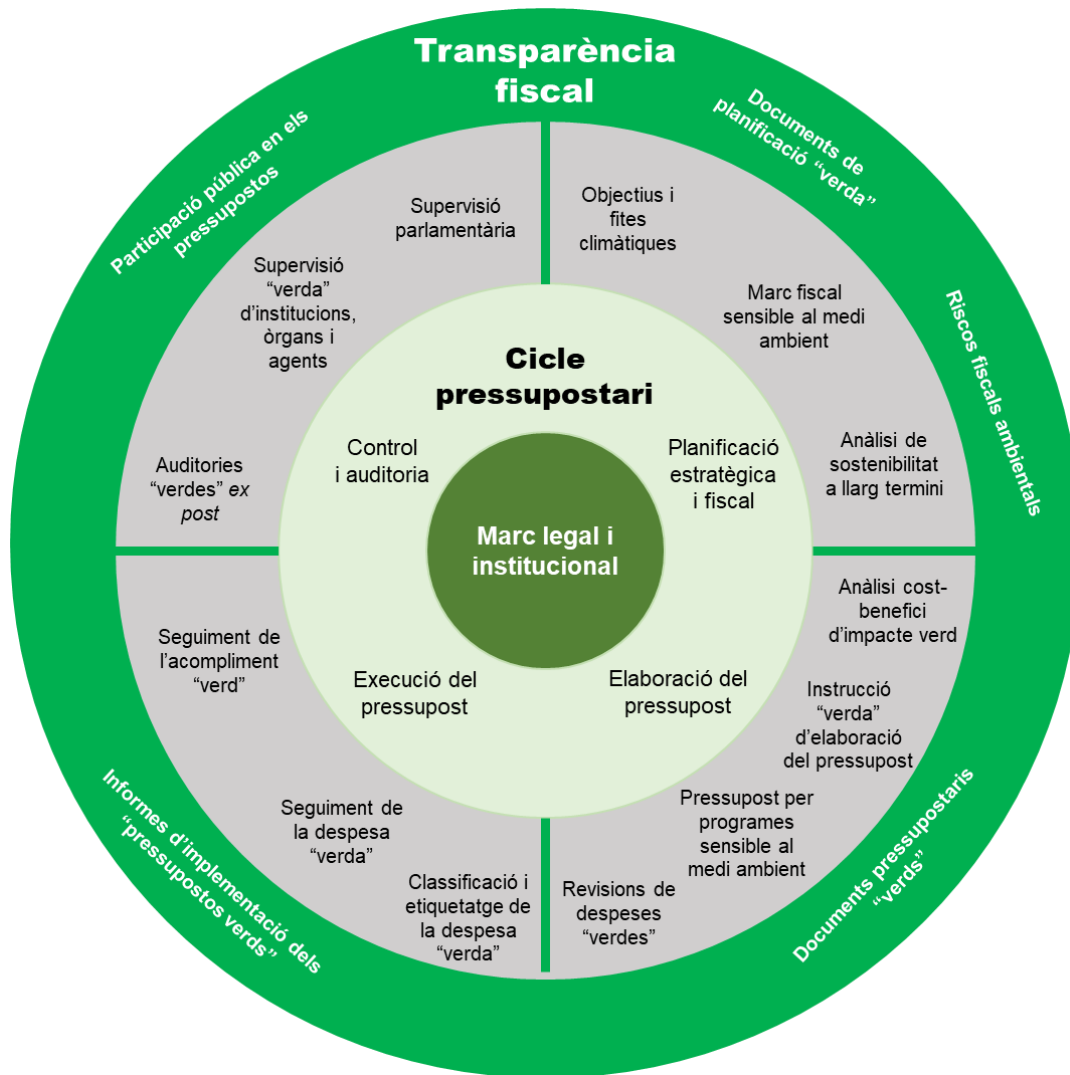 Transparència
fiscal
Documents de
planificació “verda”
Riscos fiscals ambientals
Documents pressupostaris
“verds”
Informes d’implementació dels
“pressupostos verds”
Participació pública en els
pressupostos
Objectius i
fites
climàtiques
Marc fiscal
sensible al medi
ambient
Anàlisi de
sostenibilitat
a llarg termini
Anàlisi cost-
benefici
d’impacte verd
Instrucció
“verda”
d’elaboració
del pressupost
Pressupost per
programes
sensible al
medi ambient
Revisions de
despeses
“verdes”
Classificació i
etiquetatge de
la despesa
“verda”
Seguiment de
la despesa
“verda”
Seguiment de
l’acompliment
“verd”
Auditories
“verdes” ex
post
Supervisió
“verda”
d’institucions,
òrgans i
agents
Supervisió
parlamentària
Cicle
pressupostari
Planificació
estratègica
i fiscal
Elaboració del
pressupost
Execució del
pressupost
Control
i auditoria
Marc legal i
institucional